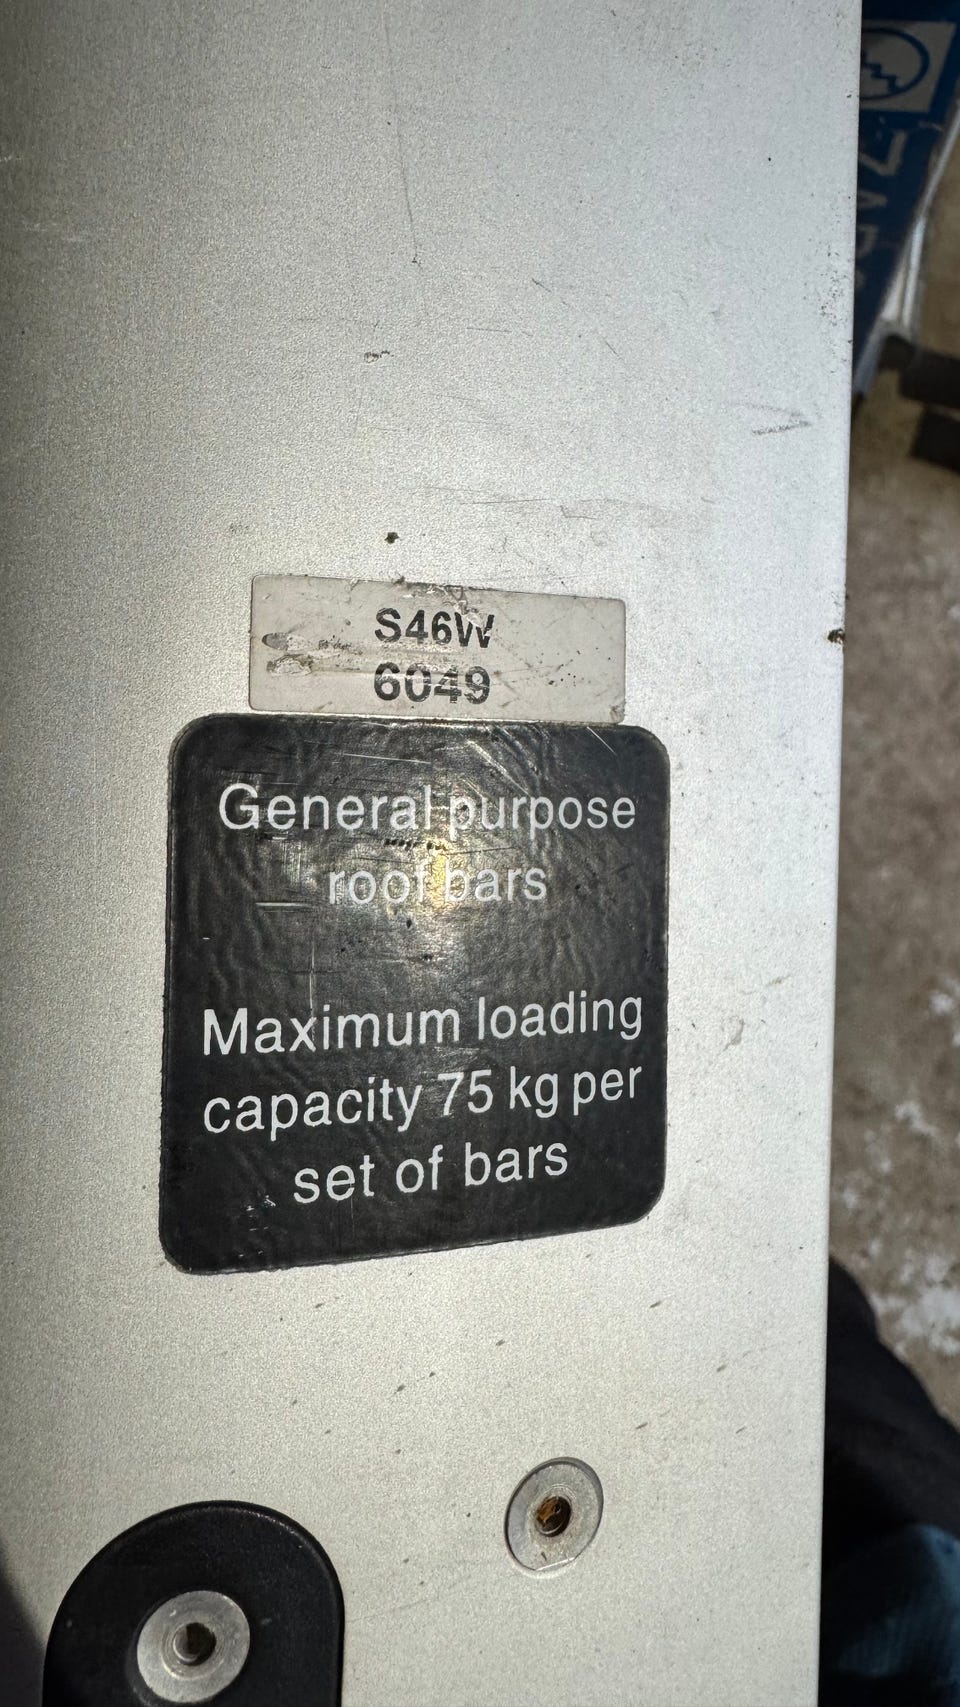 S46W
6049
General purpose
roof bars
Maximum loading
capacity 75 kg per
set of bars